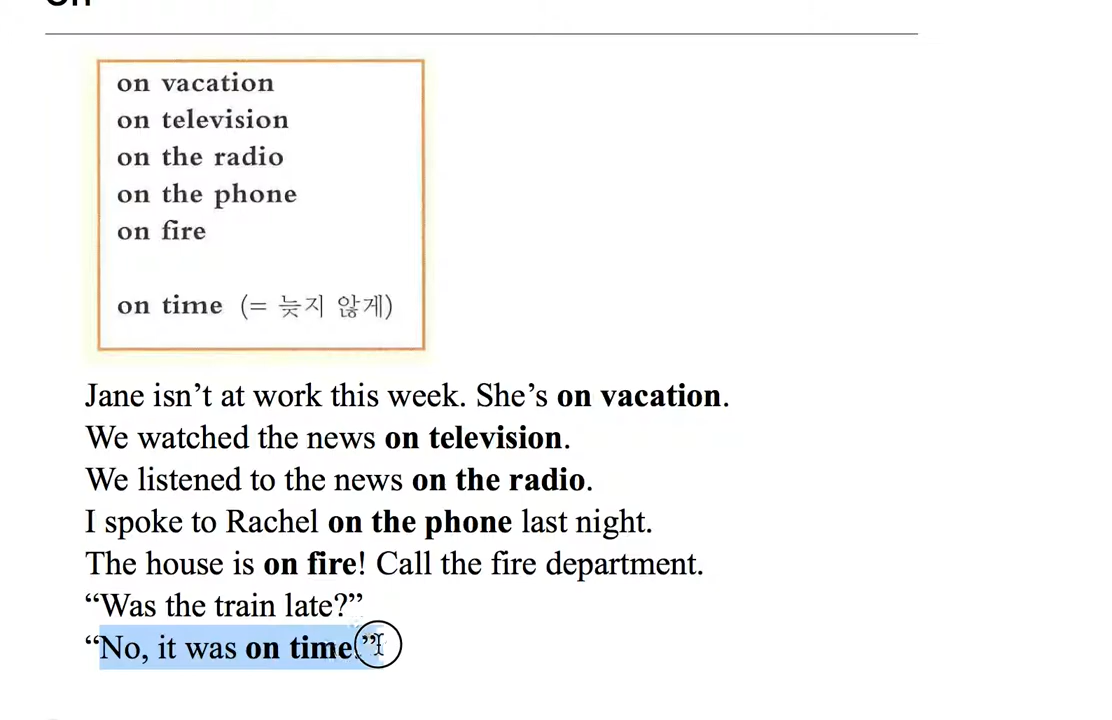 on vacation
on television
on the radio
on the phone
on fire
on time (= 늦지 않게)
Jane isn’t at work this week. She’s on vacation.
We watched the news on television.
We listened to the news on the radio.
I spoke to Rachel on the phone last night.
The house is on fire! Call the fire department.
“Was the train late?”
“No, it was on time.”